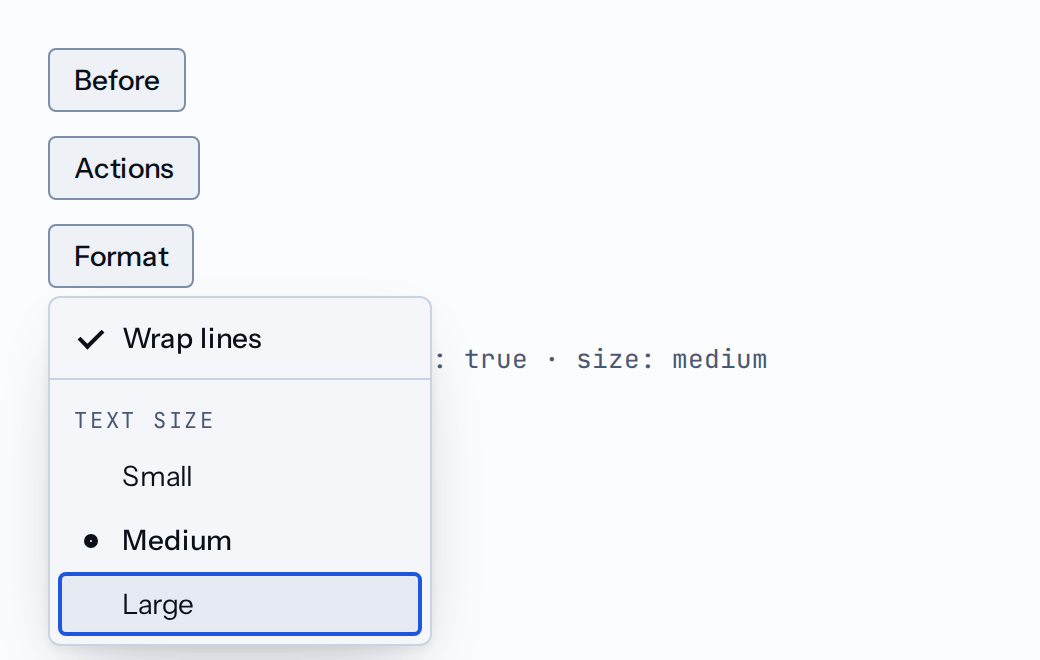 Before
Actions
Format
Wrap lines
: true · size: medium
TEXT SIZE
Small
Medium
Large